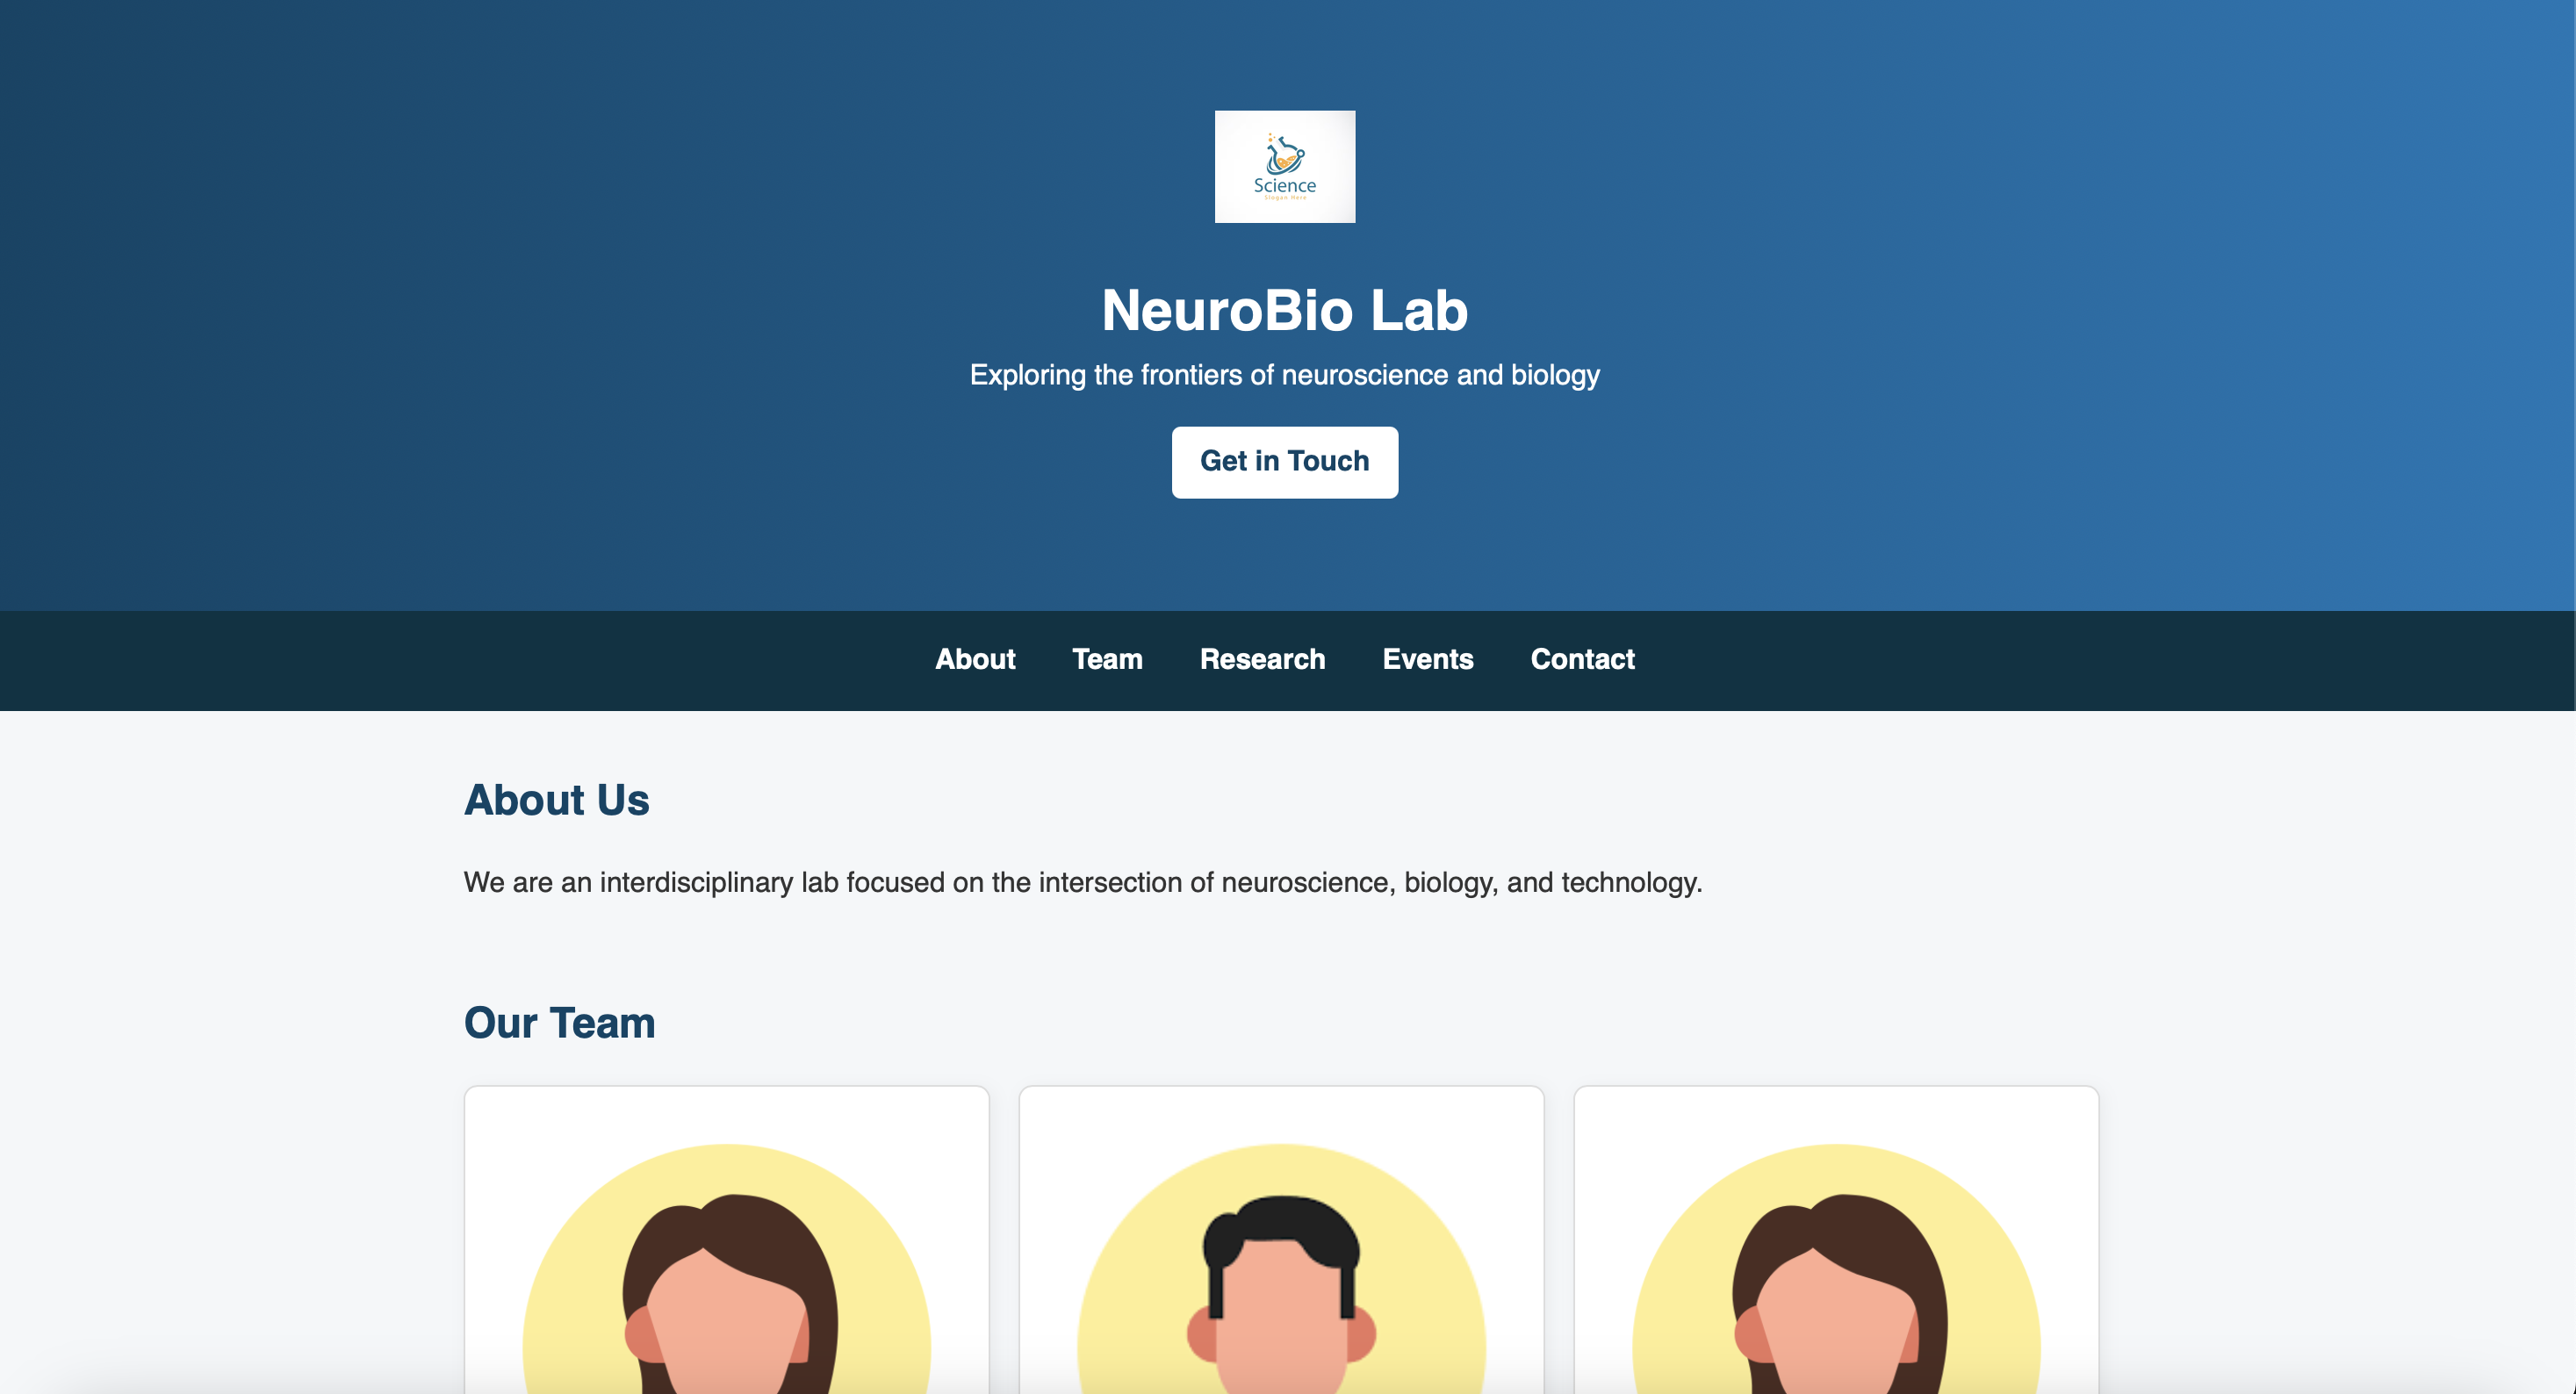 Science
Slogan Here
NeuroBio Lab
Exploring the frontiers of neuroscience and biology
Get in Touch
About Team Research Events Contact
About Us
We are an interdisciplinary lab focused on the intersection of neuroscience, biology, and technology.
Our Team